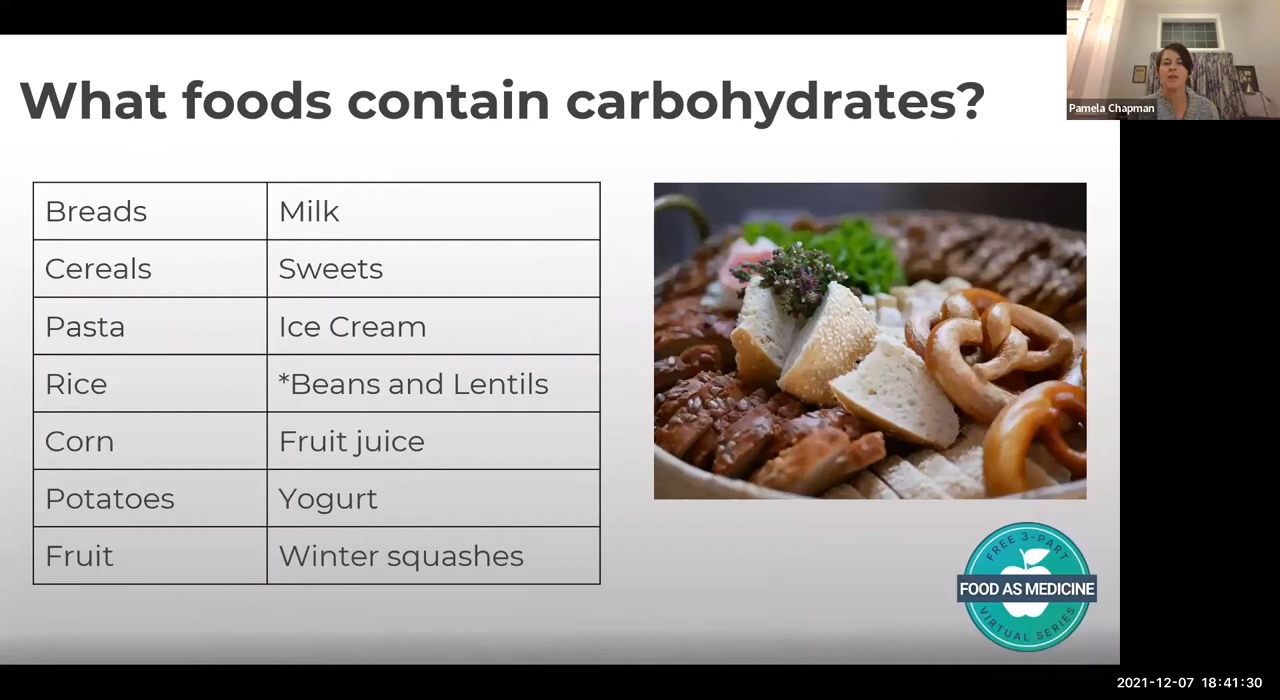 What foods contain carbohydrates?
Pamela Chapman
Breads
Milk
Cereals
Sweets
Pasta
Ice Cream
Rice
*Beans and Lentils
Corn
Fruit juice
Potatoes
Yogurt
Fruit
Winter squashes
FREE 3-PART
FOOD AS MEDICINE
VIRTUAL SERIES
2021-12-07 18:41:30